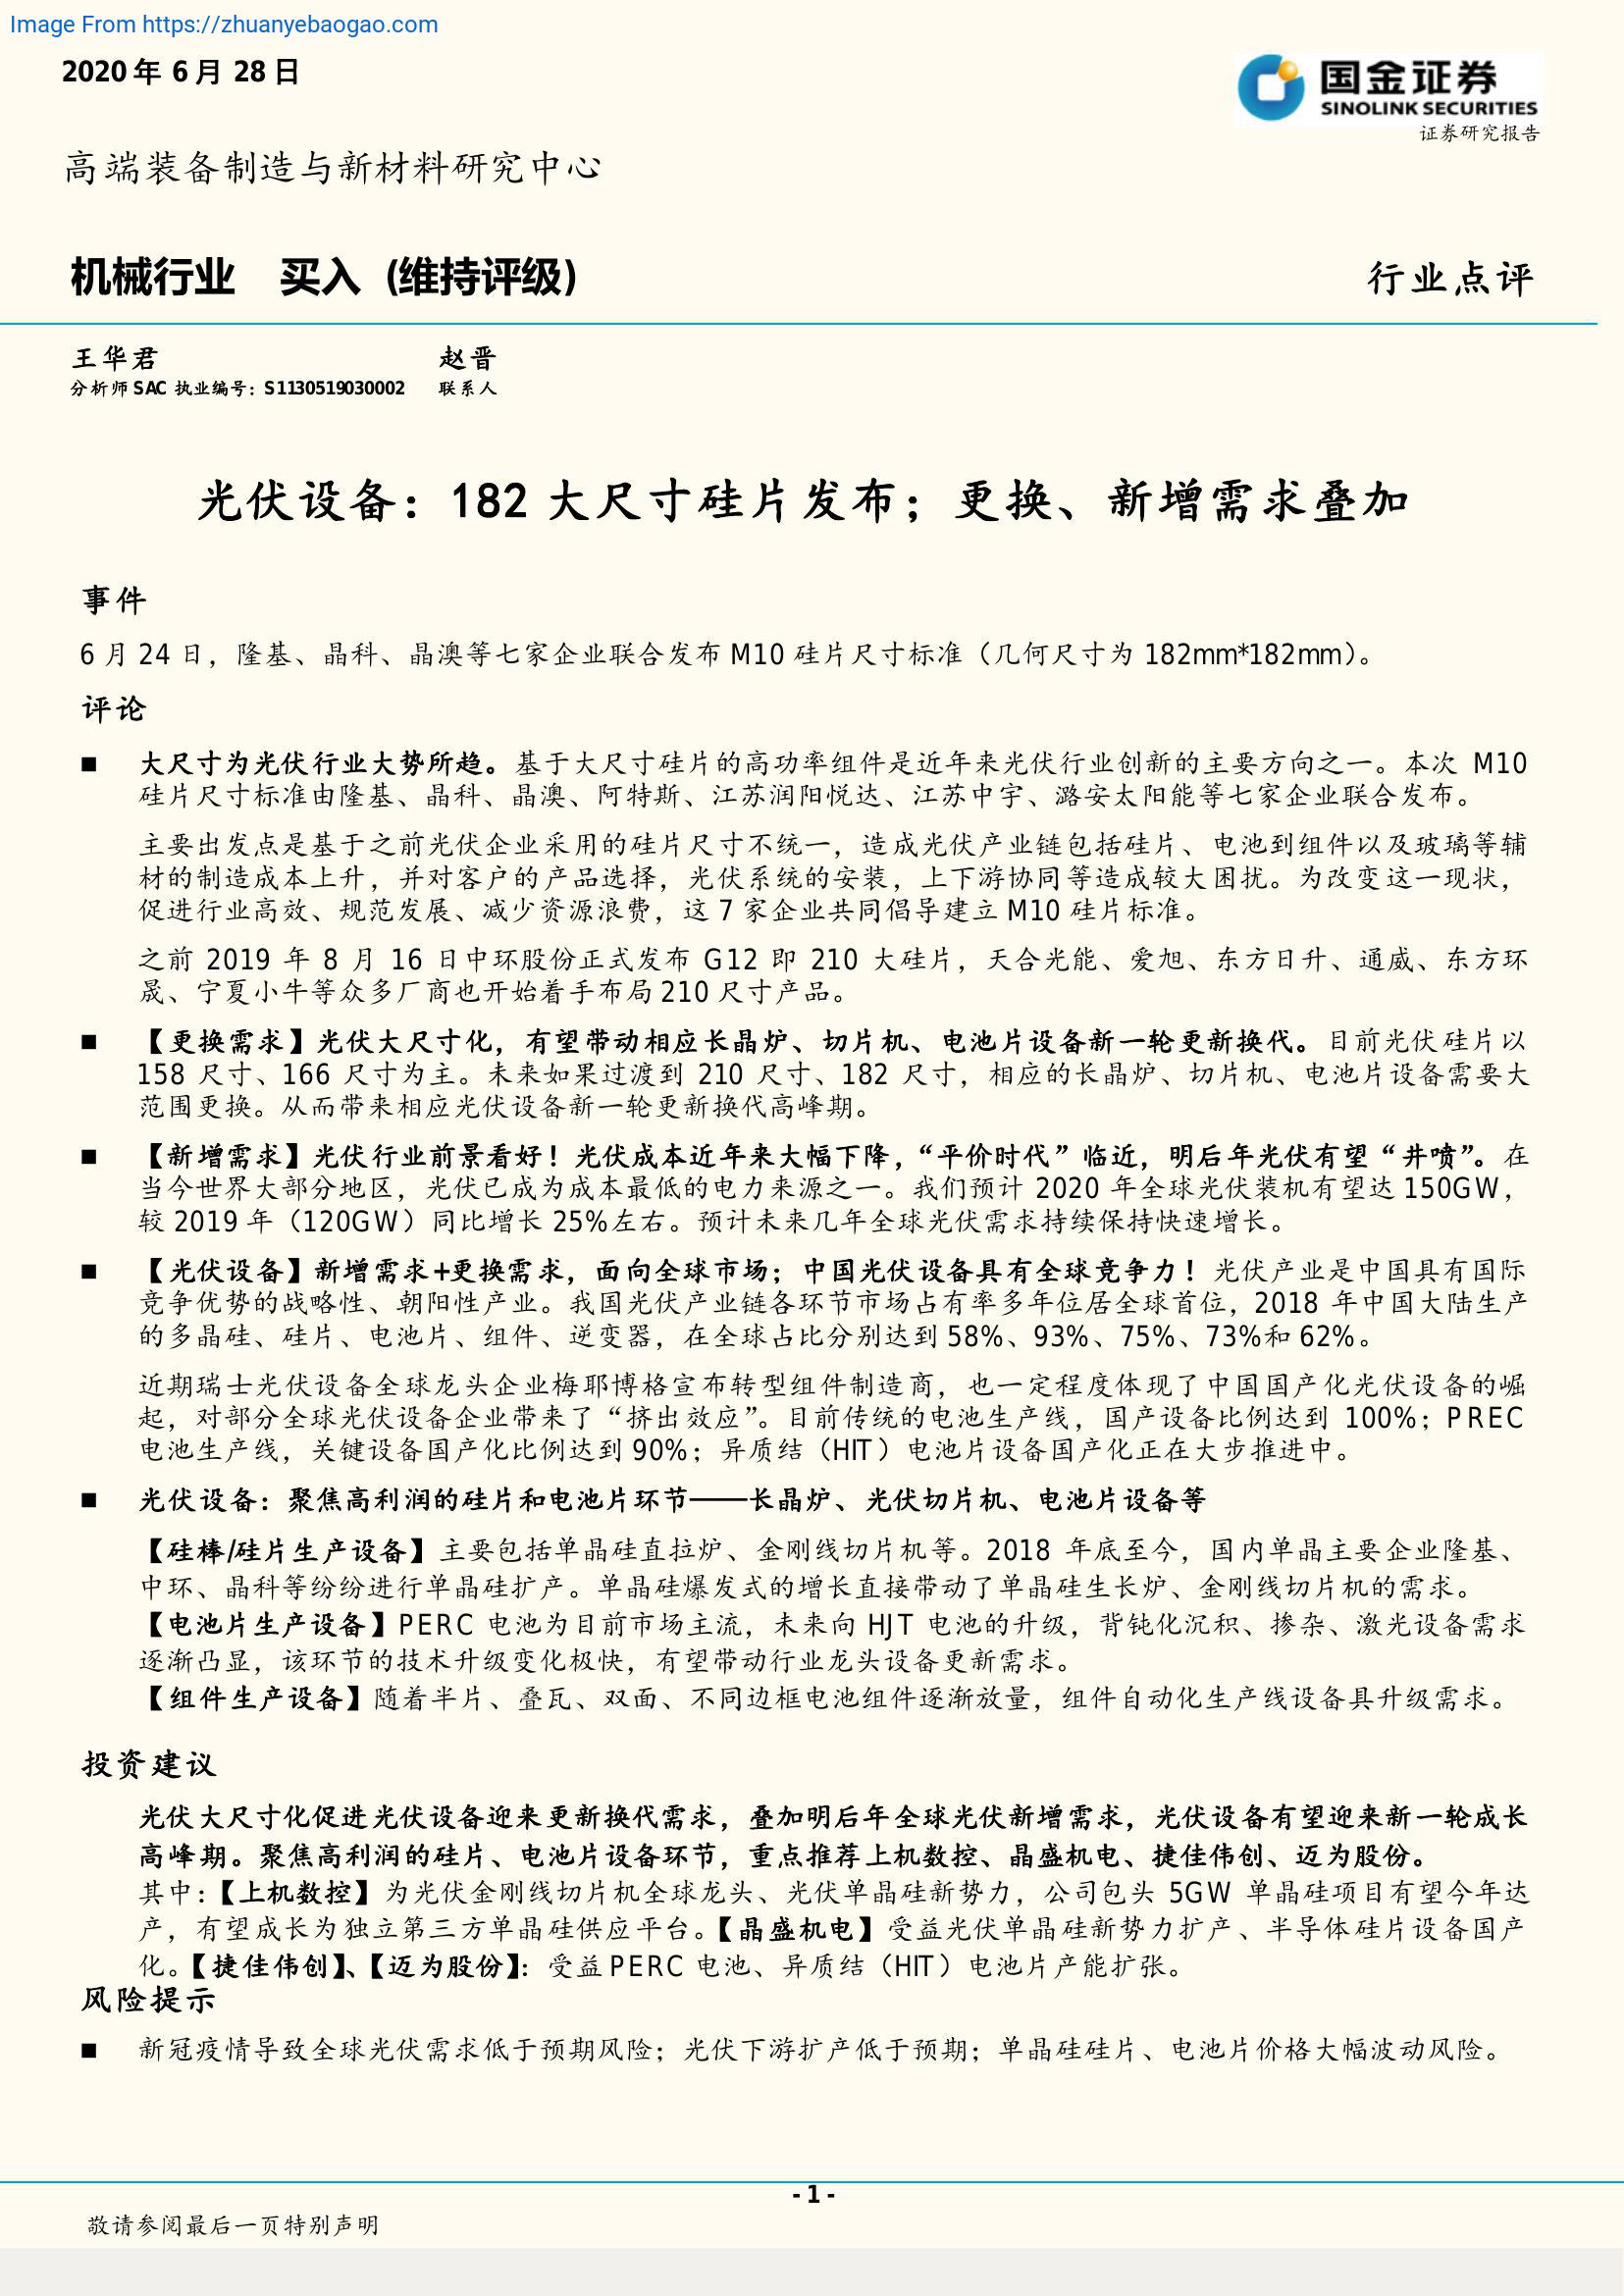 Image From https://zhuanyebaogao.com
2020 年 6 月 28 日
国金证券
SINOLINK SECURITIES
证券研究报告
高端装备制造与新材料研究中心
机械行业 买入 (维持评级)
行业点评
王华君 赵晋
分析师 SAC 执业编号：S1130519030002 联系人
光伏设备：182 大尺寸硅片发布；更换、新增需求叠加
事件
6 月 24 日，隆基、晶科、晶澳等七家企业联合发布 M10 硅片尺寸标准（几何尺寸为 182mm*182mm）。
评论
■ 大尺寸为光伏行业大势所趋。基于大尺寸硅片的高功率组件是近年来光伏行业创新的主要方向之一。本次 M10
硅片尺寸标准由隆基、晶科、晶澳、阿特斯、江苏润阳悦达、江苏中宇、潞安太阳能等七家企业联合发布。
主要出发点是基于之前光伏企业采用的硅片尺寸不统一，造成光伏产业链包括硅片、电池到组件以及玻璃等辅
材的制造成本上升，并对客户的产品选择，光伏系统的安装，上下游协同等造成较大困扰。为改变这一现状，
促进行业高效、规范发展、减少资源浪费，这 7 家企业共同倡导建立 M10 硅片标准。
之前 2019 年 8 月 16 日中环股份正式发布 G12 即 210 大硅片，天合光能、爱旭、东方日升、通威、东方环
晟、宁夏小牛等众多厂商也开始着手布局 210 尺寸产品。
■ 【更换需求】光伏大尺寸化，有望带动相应长晶炉、切片机、电池片设备新一轮更新换代。目前光伏硅片以
158 尺寸、166 尺寸为主。未来如果过渡到 210 尺寸、182 尺寸，相应的长晶炉、切片机、电池片设备需要大
范围更换。从而带来相应光伏设备新一轮更新换代高峰期。
■ 【新增需求】光伏行业前景看好！光伏成本近年来大幅下降，“平价时代”临近，明后年光伏有望“井喷”。在
当今世界大部分地区，光伏已成为成本最低的电力来源之一。我们预计 2020 年全球光伏装机有望达 150GW，
较 2019 年（120GW）同比增长 25%左右。预计未来几年全球光伏需求持续保持快速增长。
■ 【光伏设备】新增需求+更换需求，面向全球市场；中国光伏设备具有全球竞争力！光伏产业是中国具有国际
竞争优势的战略性、朝阳性产业。我国光伏产业链各环节市场占有率多年位居全球首位，2018 年中国大陆生产
的多晶硅、硅片、电池片、组件、逆变器，在全球占比分别达到 58%、93%、75%、73%和 62%。
近期瑞士光伏设备全球龙头企业梅耶博格宣布转型组件制造商，也一定程度体现了中国国产化光伏设备的崛
起，对部分全球光伏设备企业带来了“挤出效应”。目前传统的电池生产线，国产设备比例达到 100%；PREC
电池生产线，关键设备国产化比例达到 90%；异质结（HIT）电池片设备国产化正在大步推进中。
■ 光伏设备：聚焦高利润的硅片和电池片环节——长晶炉、光伏切片机、电池片设备等
【硅棒/硅片生产设备】主要包括单晶硅直拉炉、金刚线切片机等。2018 年底至今，国内单晶主要企业隆基、
中环、晶科等纷纷进行单晶硅扩产。单晶硅爆发式的增长直接带动了单晶硅生长炉、金刚线切片机的需求。
【电池片生产设备】PERC 电池为目前市场主流，未来向 HJT 电池的升级，背钝化沉积、掺杂、激光设备需求
逐渐凸显，该环节的技术升级变化极快，有望带动行业龙头设备更新需求。
【组件生产设备】随着半片、叠瓦、双面、不同边框电池组件逐渐放量，组件自动化生产线设备具升级需求。
投资建议
光伏大尺寸化促进光伏设备迎来更新换代需求，叠加明后年全球光伏新增需求，光伏设备有望迎来新一轮成长
高峰期。聚焦高利润的硅片、电池片设备环节，重点推荐上机数控、晶盛机电、捷佳伟创、迈为股份。
其中：【上机数控】为光伏金刚线切片机全球龙头、光伏单晶硅新势力，公司包头 5GW 单晶硅项目有望今年达
产，有望成长为独立第三方单晶硅供应平台。【晶盛机电】受益光伏单晶硅新势力扩产、半导体硅片设备国产
化。【捷佳伟创】、【迈为股份】：受益 PERC 电池、异质结（HIT）电池片产能扩张。
风险提示
■ 新冠疫情导致全球光伏需求低于预期风险；光伏下游扩产低于预期；单晶硅硅片、电池片价格大幅波动风险。
- 1 -
敬请参阅最后一页特别声明